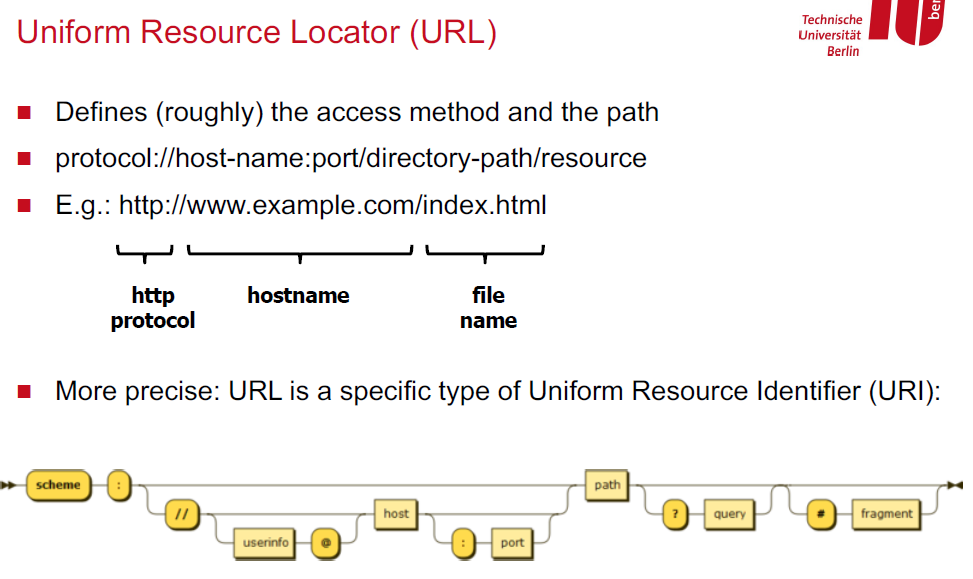 Uniform Resource Locator (URL)
Technische
Universität
Berlin
ber
Defines (roughly) the access method and the path
protocol://host-name:port/directory-path/resource
E.g.: http://www.example.com/index.html
http
protocol
hostname
file
name
More precise: URL is a specific type of Uniform Resource Identifier (URI):
scheme : path
// host ? query # fragment
userinfo @ : port